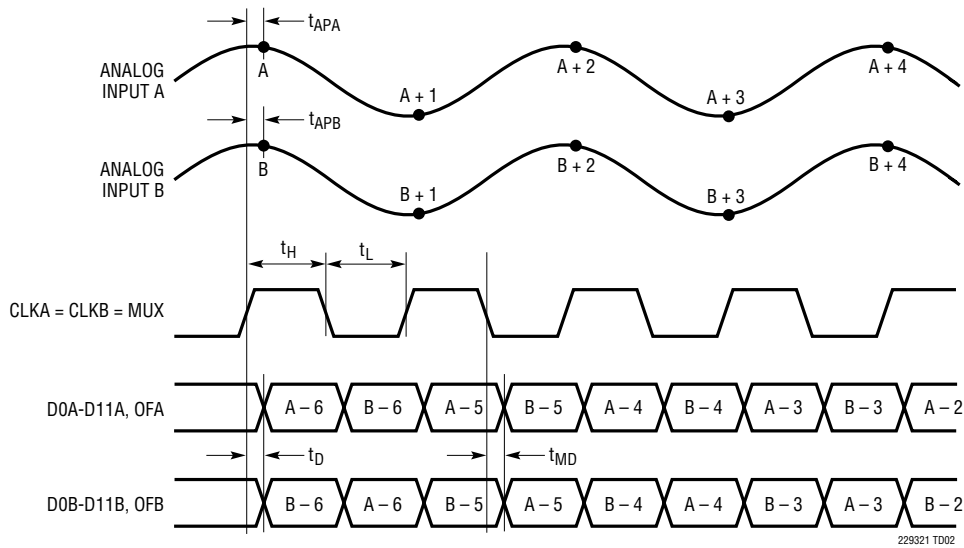 tAPA
ANALOG
INPUT A
A
A + 1
A + 2
A + 3
A + 4
tAPB
ANALOG
INPUT B
B
B + 1
B + 2
B + 3
B + 4
tH
tL
CLKA = CLKB = MUX
D0A-D11A, OFA
A – 6
B – 6
A – 5
B – 5
A – 4
B – 4
A – 3
B – 3
A – 2
tD
tMD
D0B-D11B, OFB
B – 6
A – 6
B – 5
A – 5
B – 4
A – 4
B – 3
A – 3
B – 2
229321 TD02